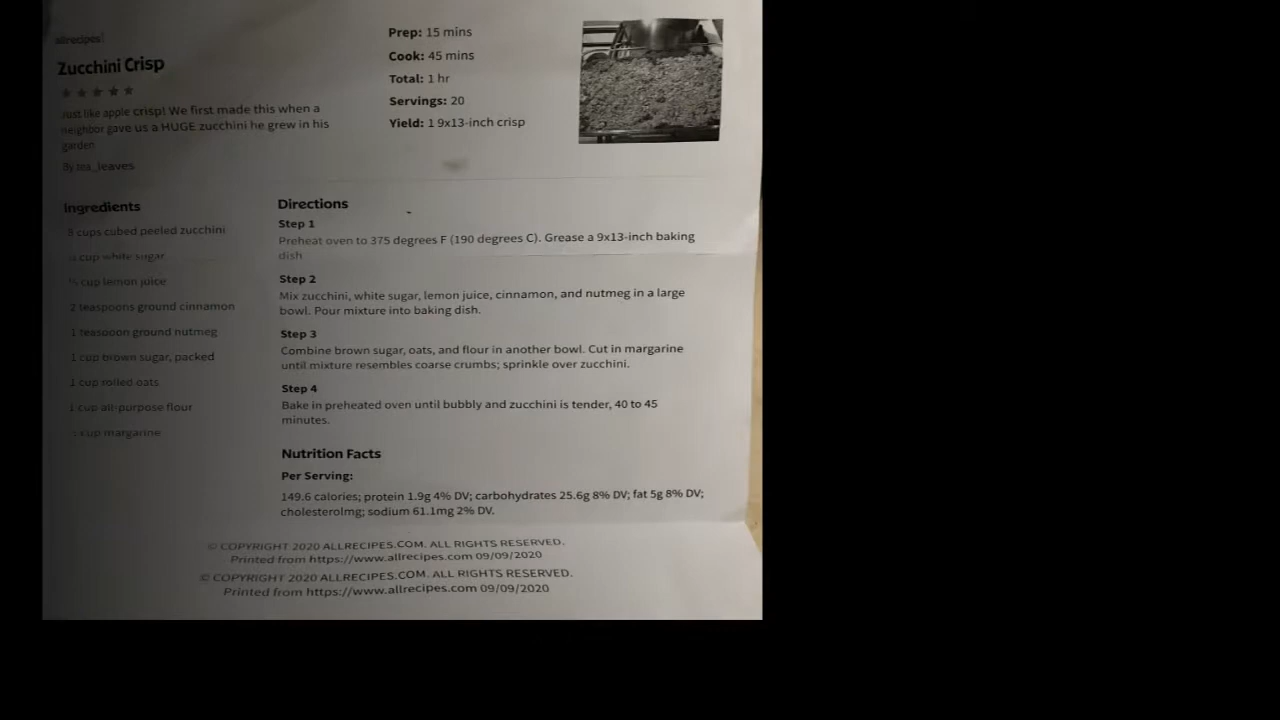 allrecipes!
Zucchini Crisp
★★★★★
Just like apple crisp! We first made this when a
neighbor gave us a HUGE zucchini he grew in his
garden
By tea_leaves
Prep: 15 mins
Cook: 45 mins
Total: 1 hr
Servings: 20
Yield: 1 9x13-inch crisp
Ingredients
8 cups cubed peeled zucchini
cup white sugar
cup lemon juice
2 teaspoons ground cinnamon
1 teaspoon ground nutmeg
1 cup brown sugar, packed
1 cup rolled oats
1 cup all-purpose flour
cup margarine
Directions
Step 1
Preheat oven to 375 degrees F (190 degrees C). Grease a 9x13-inch baking
dish
Step 2
Mix zucchini, white sugar, lemon juice, cinnamon, and nutmeg in a large
bowl. Pour mixture into baking dish.
Step 3
Combine brown sugar, oats, and flour in another bowl. Cut in margarine
until mixture resembles coarse crumbs; sprinkle over zucchini.
Step 4
Bake in preheated oven until bubbly and zucchini is tender, 40 to 45
minutes.
Nutrition Facts
Per Serving:
149.6 calories; protein 1.9g 4% DV; carbohydrates 25.6g 8% DV; fat 5g 8% DV;
cholesterolmg; sodium 61.1mg 2% DV.
© COPYRIGHT 2020 ALLRECIPES.COM. ALL RIGHTS RESERVED.
Printed from https://www.allrecipes.com 09/09/2020
© COPYRIGHT 2020 ALLRECIPES.COM. ALL RIGHTS RESERVED.
Printed from https://www.allrecipes.com 09/09/2020